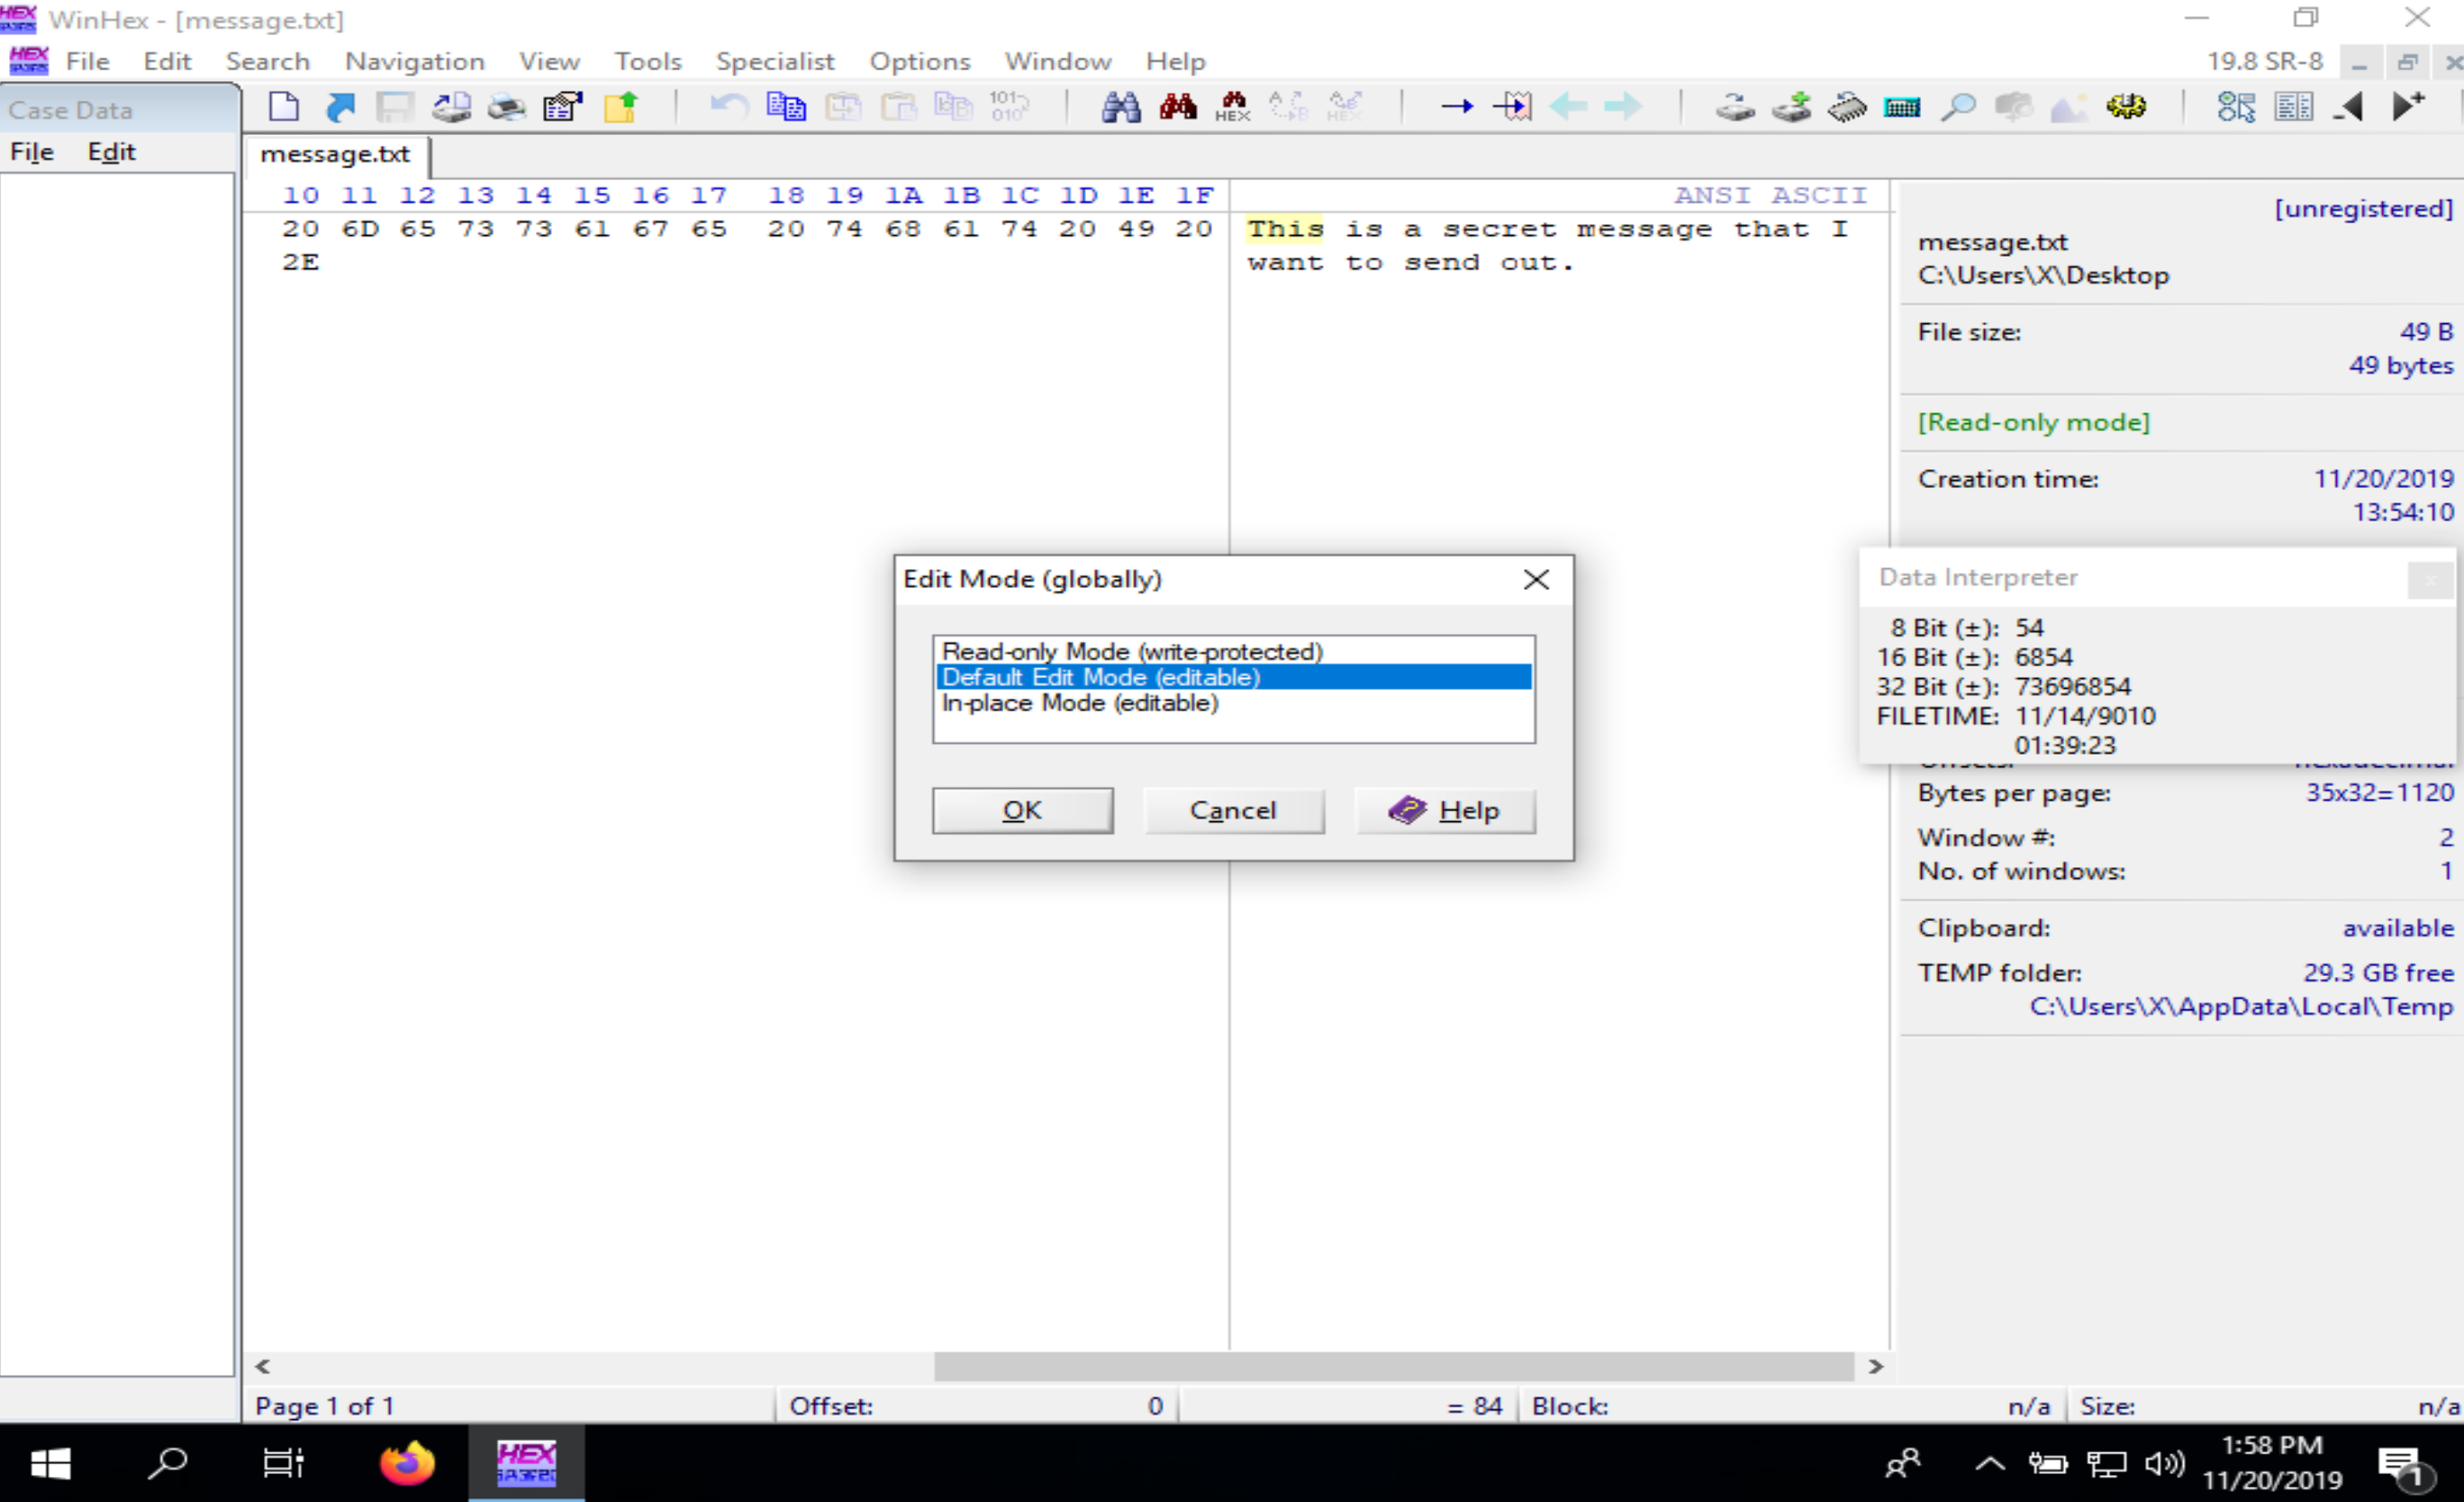 WinHex - [message.txt]
File Edit Search Navigation View Tools Specialist Options Window Help 19.8 SR-8
Case Data
File Edit
message.txt
10 11 12 13 14 15 16 17 18 19 1A 1B 1C 1D 1E 1F ANSI ASCII
20 6D 65 73 73 61 67 65 20 74 68 61 74 20 49 20 This is a secret message that I
2E want to send out.
[unregistered]
message.txt
C:\Users\X\Desktop
File size: 49 B
49 bytes
[Read-only mode]
Creation time: 11/20/2019
13:54:10
Edit Mode (globally)
Read-only Mode (write-protected)
Default Edit Mode (editable)
In-place Mode (editable)
OK Cancel Help
Data Interpreter
8 Bit (±): 54
16 Bit (±): 6854
32 Bit (±): 73696854
FILETIME: 11/14/9010
01:39:23
Bytes per page: 35x32=1120
Window #: 2
No. of windows: 1
Clipboard: available
TEMP folder: 29.3 GB free
C:\Users\X\AppData\Local\Temp
Page 1 of 1 Offset: 0 = 84 Block: n/a Size: n/a
1:58 PM
11/20/2019
1